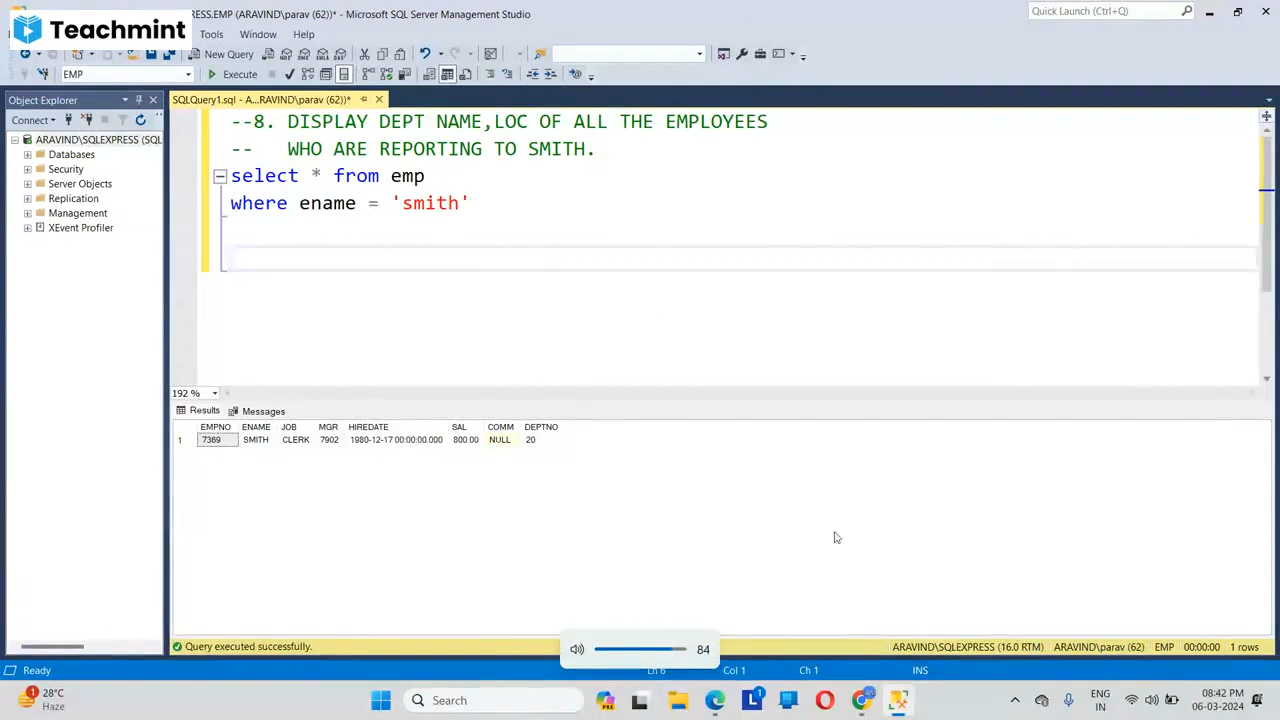 RESS.EMP (ARAVIND\parav (62))* - Microsoft SQL Server Management Studio
Quick Launch (Ctrl+Q)
Teachmint
Tools Window Help
New Query
EMP
Execute
Object Explorer
SQLQuery1.sql - A...RAVIND\parav (62))*
Connect
ARAVIND\SQLEXPRESS (SQL
Databases
Security
Server Objects
Replication
Management
XEvent Profiler
--8. DISPLAY DEPT NAME,LOC OF ALL THE EMPLOYEES
-- WHO ARE REPORTING TO SMITH.
select * from emp
where ename = 'smith'
192 %
Results Messages
EMPNO ENAME JOB MGR HIREDATE SAL COMM DEPTNO
1 7369 SMITH CLERK 7902 1980-12-17 00:00:00.000 800.00 NULL 20
Query executed successfully.
ARAVIND\SQLEXPRESS (16.0 RTM) ARAVIND\parav (62) EMP 00:00:00 1 rows
84
Ready
Ln 6 Col 1 Ch 1 INS
1
28°C
Haze
Search
PRE
1
ENG
IN
08:42 PM
06-03-2024